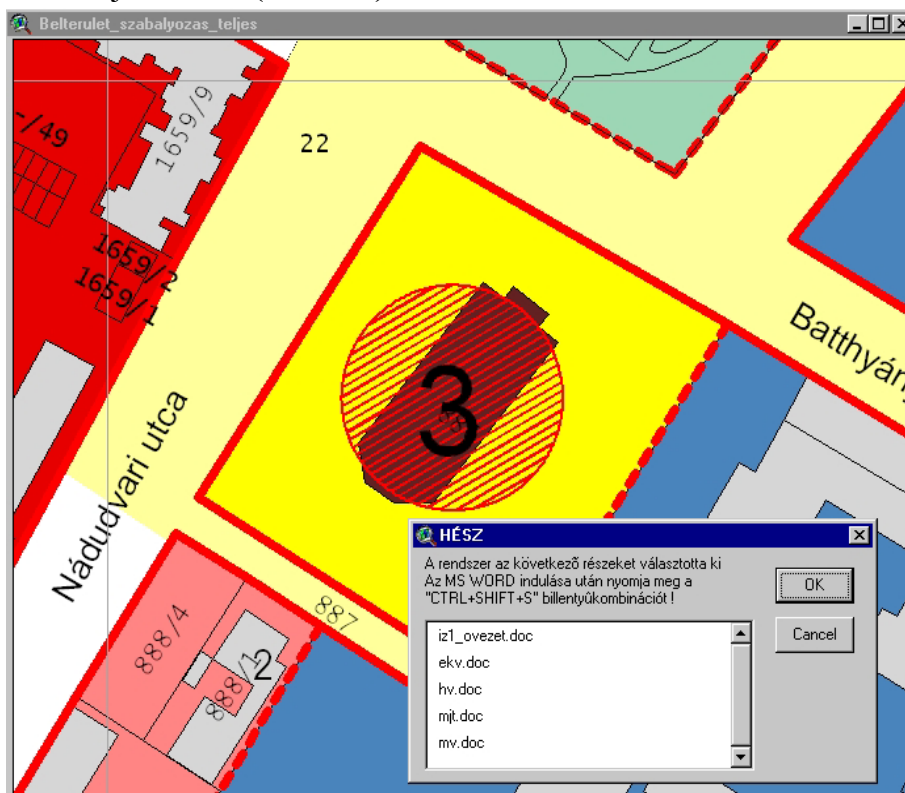 Belterulet_szabalyozas_teljes
1659/9
-/49
22
1659/2
1659/1
Batthyán
3
Nádudvari utca
887
888/4
888/1
2
HÉSZ
A rendszer az következõ részeket választotta ki
Az MS WORD indulása után nyomja meg a
"CTRL+SHIFT+S" billentyûkombinációt !
OK
Cancel
iz1_ovezet.doc
ekv.doc
hv.doc
mjt.doc
mv.doc